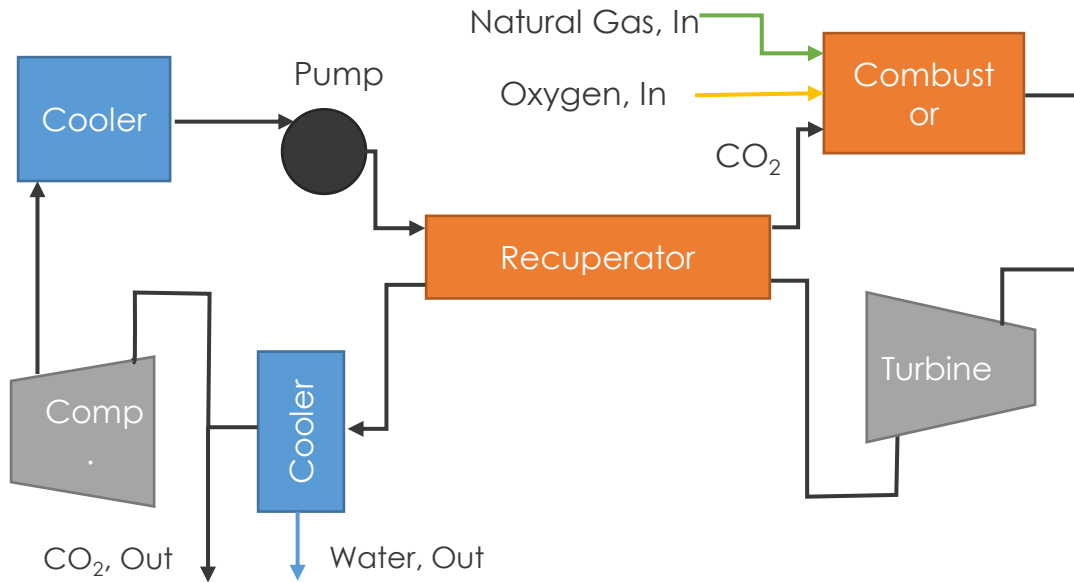 Natural Gas, In
Combust
or
Pump
Cooler
Oxygen, In
CO₂
Recuperator
Turbine
Cooler
Comp
.
CO₂, Out
Water, Out